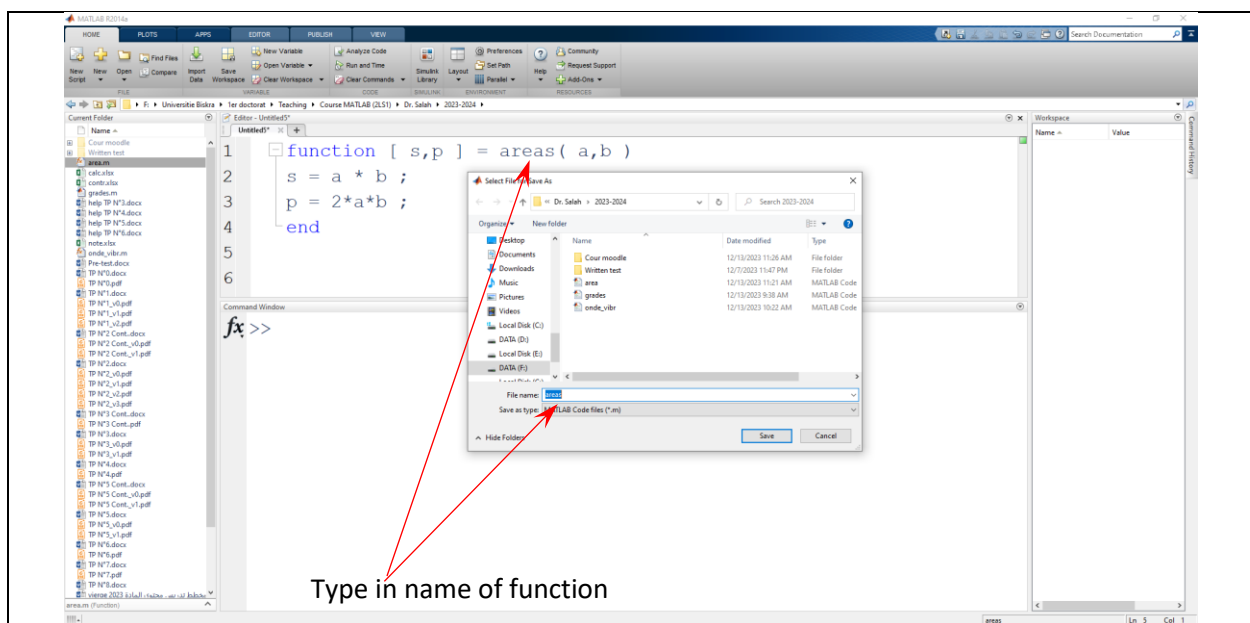 MATLAB R2014a
HOME PLOTS APPS EDITOR PUBLISH VIEW Search Documentation
New Script New Open Find Files Compare Import Data Save Workspace New Variable Open Variable Clear Workspace Analyze Code Run and Time Clear Commands Simulink Library Layout Preferences Set Path Parallel Help Community Request Support Add-Ons
FILE VARIABLE CODE SIMULINK ENVIRONMENT RESOURCES
F: Universitie Biskra 1er doctorat Teaching Course MATLAB (2LS1) Dr. Salah 2023-2024
Current Folder
Name
Cour moodle
Written test
area.m
calc.xlsx
contr.xlsx
grades.m
help TP N°3.docx
help TP N°4.docx
help TP N°5.docx
help TP N°6.docx
note.xlsx
onde_vibr.m
Pre-test.docx
TP N°0.docx
TP N°0.pdf
TP N°1.docx
TP N°1_v0.pdf
TP N°1_v1.pdf
TP N°1_v2.pdf
TP N°2 Cont..docx
TP N°2 Cont._v0.pdf
TP N°2 Cont._v1.pdf
TP N°2.docx
TP N°2_v0.pdf
TP N°2_v1.pdf
TP N°2_v2.pdf
TP N°2_v3.pdf
TP N°3 Cont..docx
TP N°3 Cont..pdf
TP N°3.docx
TP N°3_v0.pdf
TP N°3_v1.pdf
TP N°4.docx
TP N°4.pdf
TP N°5 Cont..docx
TP N°5 Cont._v0.pdf
TP N°5 Cont._v1.pdf
TP N°5.docx
TP N°5_v0.pdf
TP N°5_v1.pdf
TP N°6.docx
TP N°6.pdf
TP N°7.docx
TP N°7.pdf
TP N°8.docx
area.m (Function)
Editor - Untitled5*
Untitled5*
1 function [ s,p ] = areas( a,b )
2 s = a * b ;
3 p = 2*a*b ;
4 end
5
6
Command Window
fx >>
Select File for Save As
Dr. Salah 2023-2024 Search 2023-2024
Organize New folder
Desktop
Documents
Downloads
Music
Pictures
Videos
Local Disk (C:)
DATA (D:)
Local Disk (E:)
DATA (F:)
Name Date modified Type
Cour moodle 12/13/2023 11:26 AM File folder
Written test 12/7/2023 11:47 PM File folder
area 12/13/2023 11:21 AM MATLAB Code
grades 12/13/2023 9:38 AM MATLAB Code
onde_vibr 12/13/2023 10:22 AM MATLAB Code
File name: areas
Save as type: MATLAB Code files (*.m)
Hide Folders Save Cancel
Workspace
Name Value
Command History
Type in name of function
areas Ln 5 Col 1